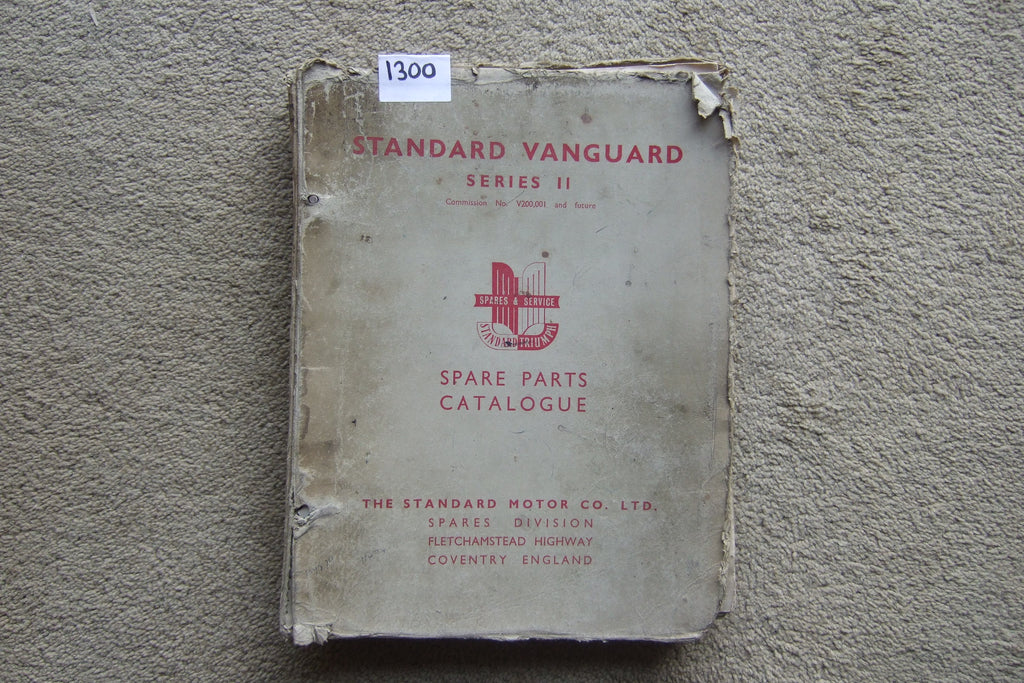 1300
STANDARD VANGUARD
SERIES II
Commission No. V200,001 and future
SPARES & SERVICE
STANDARD TRIUMPH
SPARE PARTS
CATALOGUE
THE STANDARD MOTOR CO. LTD.
SPARES DIVISION
FLETCHAMSTEAD HIGHWAY
COVENTRY ENGLAND